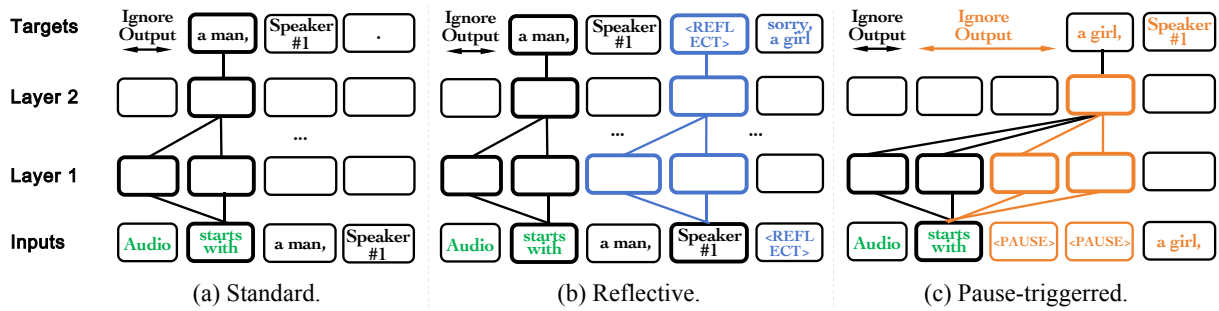 Targets
Ignore
Output
a man,
Speaker
#1
.
Ignore
Output
a man,
Speaker
#1
<REFL
ECT>
sorry,
a girl
Ignore
Output
Ignore
Output
a girl,
Speaker
#1
Layer 2
...
...
...
Layer 1
Inputs
Audio
starts
with
a man,
Speaker
#1
Audio
starts
with
a man,
Speaker
#1
<REFL
ECT>
Audio
starts
with
<PAUSE>
<PAUSE>
a girl,
(a) Standard.
(b) Reflective.
(c) Pause-triggerred.